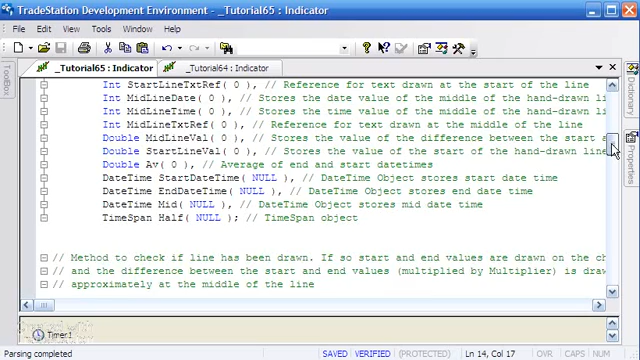 TradeStation Development Environment - _Tutorial65 : Indicator
File Edit View Tools Window Help
_Tutorial65 : Indicator _Tutorial64 : Indicator
ToolBox
Dictionary
Properties
Int StartLineTxtRef( 0 ), // Reference for text drawn at the start of the line
Int MidLineDate( 0 ), // Stores the date value of the middle of the hand-drawn li
Int MidLineTime( 0 ), // Stores the time value of the middle of the hand-drawn li
Int MidLineTxtRef( 0 ), // Reference for text drawn at the middle of the line
Double MidLineVal( 0 ), // Stores the value of the difference between the start a
Double StartLineVal( 0 ), // Stores the value of the start of the hand-drawn line
Double Av( 0 ), // Average of end and start datetimes
DateTime StartDateTime( NULL ), // DateTime Object stores start date time
DateTime EndDateTime( NULL ), // DateTime Object stores end date time
DateTime Mid( NULL ), // DateTime Object stores mid date time
TimeSpan Half( NULL ); // TimeSpan object
// Method to check if line has been drawn. If so start and end values are drawn on the ch
// and the difference between the start and end values (multiplied by Multiplier) is draw
// approximately at the middle of the line
Timer1
Parsing completed SAVED VERIFIED (PROTECTED) Ln 14, Col 17 OVR CAPS NUM